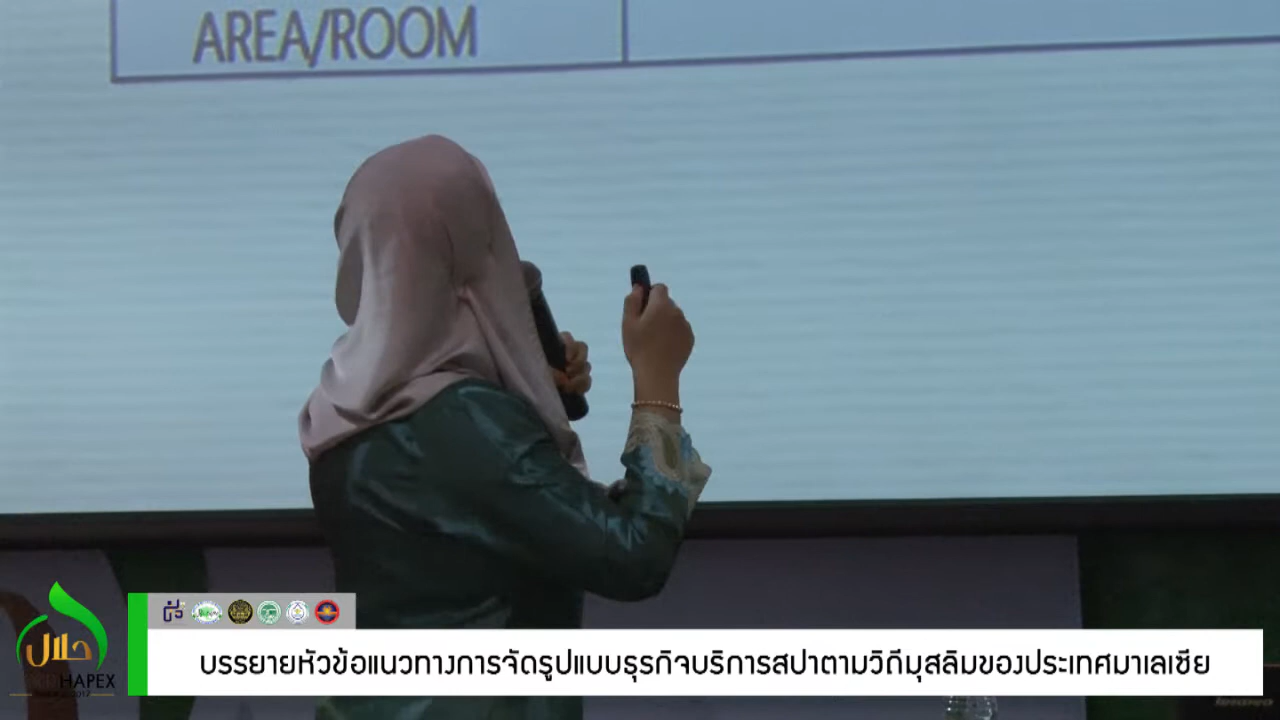 AREA/ROOM
حلال
HAPEX
บรรยายหัวข้อแนวทางการจัดรูปแบบธุรกิจบริการสปาตามวิถีมุสลิมของประเทศมาเลเซีย
lenovo